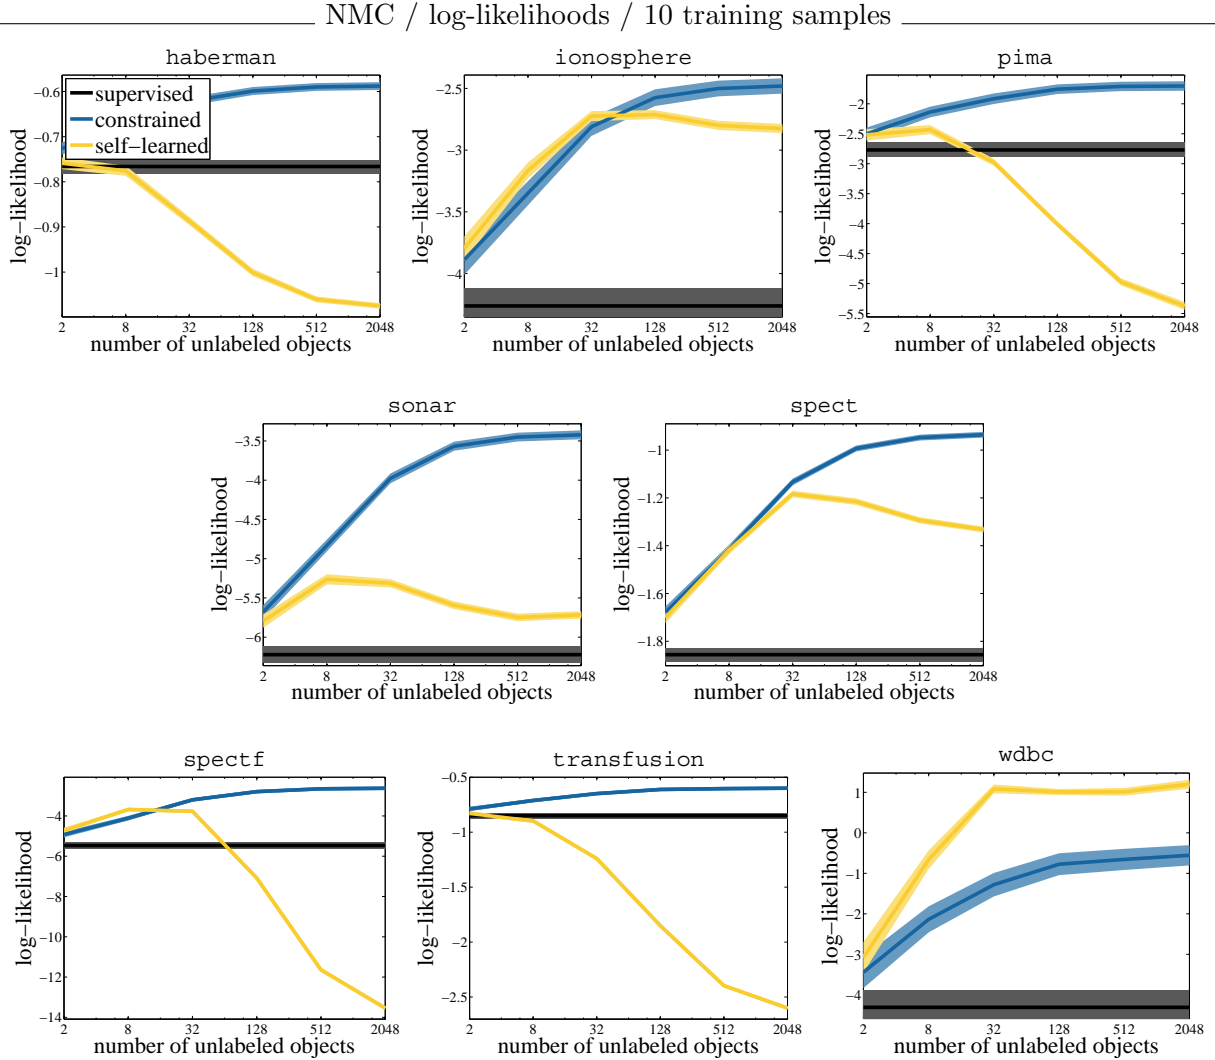 NMC / log-likelihoods / 10 training samples
haberman
ionosphere
pima
supervised
constrained
self-learned
−0.6
−0.7
−0.8
−0.9
−1
log-likelihood
2 8 32 128 512 2048
number of unlabeled objects
−2.5
−3
−3.5
−4
log-likelihood
2 8 32 128 512 2048
number of unlabeled objects
−2
−2.5
−3
−3.5
−4
−4.5
−5
−5.5
log-likelihood
2 8 32 128 512 2048
number of unlabeled objects
sonar
spect
−3.5
−4
−4.5
−5
−5.5
−6
log-likelihood
2 8 32 128 512 2048
number of unlabeled objects
−1
−1.2
−1.4
−1.6
−1.8
log-likelihood
2 8 32 128 512 2048
number of unlabeled objects
spectf
transfusion
wdbc
−4
−6
−8
−10
−12
−14
log-likelihood
2 8 32 128 512 2048
number of unlabeled objects
−0.5
−1
−1.5
−2
−2.5
log-likelihood
2 8 32 128 512 2048
number of unlabeled objects
1
0
−1
−2
−3
−4
log-likelihood
2 8 32 128 512 2048
number of unlabeled objects